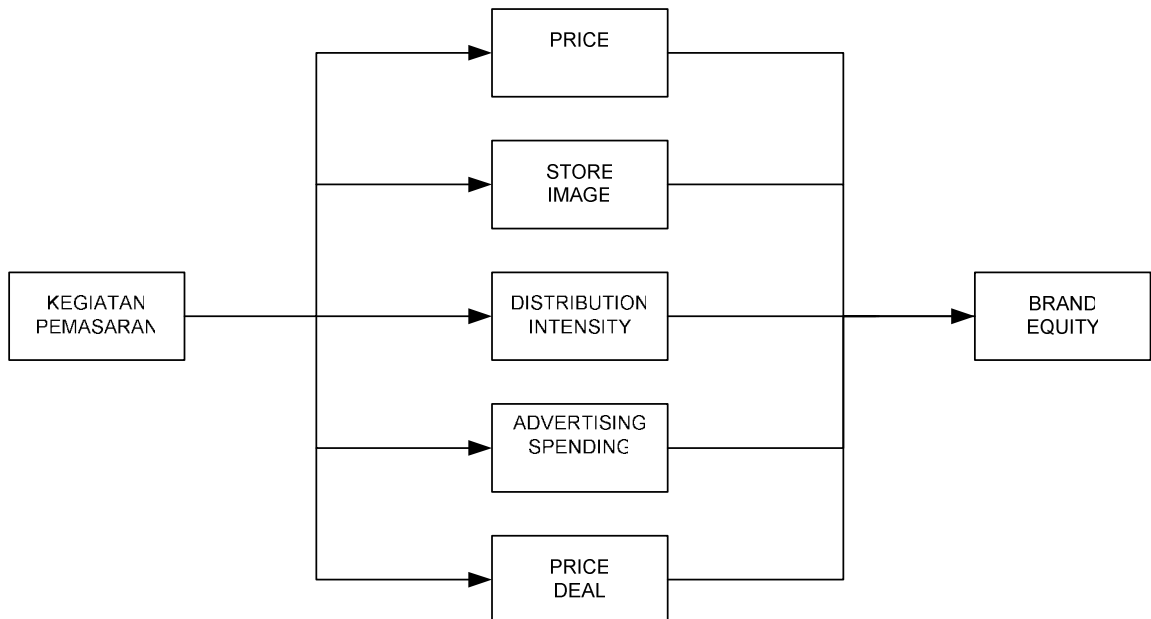 PRICE
STORE
IMAGE
KEGIATAN
PEMASARAN
DISTRIBUTION
INTENSITY
BRAND
EQUITY
ADVERTISING
SPENDING
PRICE
DEAL